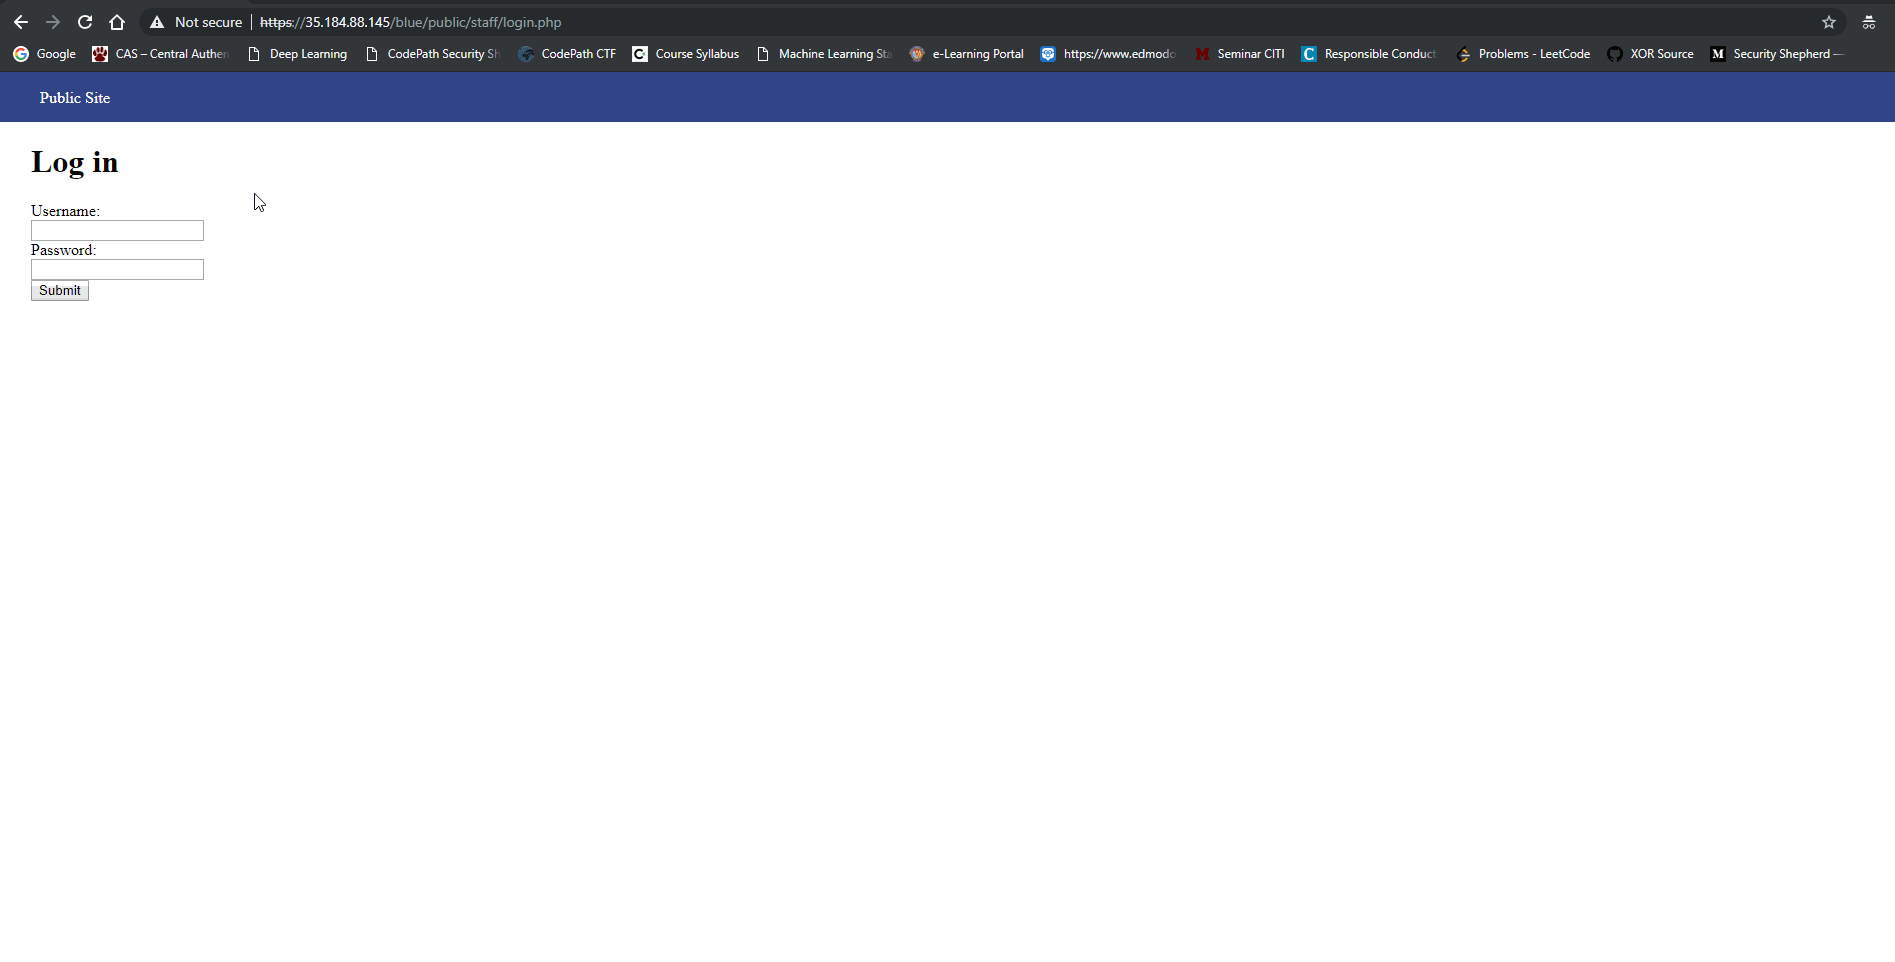 Not secure https://35.184.88.145/blue/public/staff/login.php
Google CAS – Central Authen Deep Learning CodePath Security Sh CodePath CTF Course Syllabus Machine Learning Sta e-Learning Portal https://www.edmodo Seminar CITI Responsible Conduct Problems - LeetCode XOR Source Security Shepherd —
Public Site
Log in
Username:
Password:
Submit